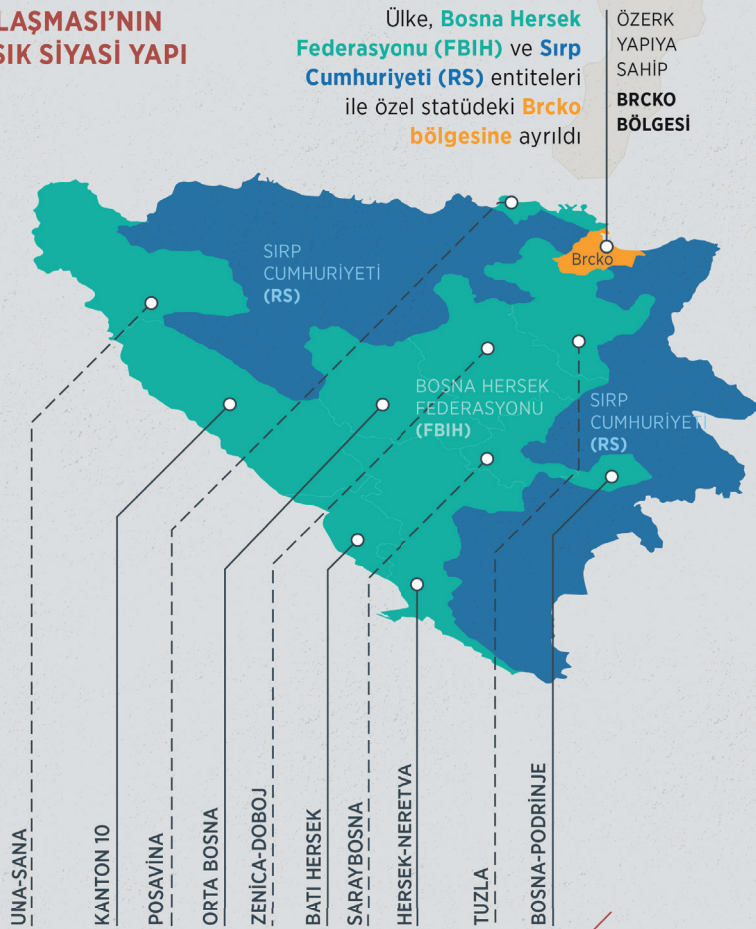 LAŞMASI'NIN
SIK SİYASİ YAPI
Ülke, Bosna Hersek
Federasyonu (FBIH) ve Sırp
Cumhuriyeti (RS) entiteleri
ile özel statüdeki Brcko
bölgesine ayrıldı
ÖZERK
YAPIYA
SAHİP
BRCKO
BÖLGESİ
SIRP
CUMHURİYETİ
(RS)
Brcko
BOSNA HERSEK
FEDERASYONU
(FBIH)
SIRP
CUMHURİYETİ
(RS)
UNA-SANA
KANTON 10
POSAVİNA
ORTA BOSNA
ZENİCA-DOBOJ
BATI HERSEK
SARAYBOSNA
HERSEK-NERETVA
TUZLA
BOSNA-PODRİNJE